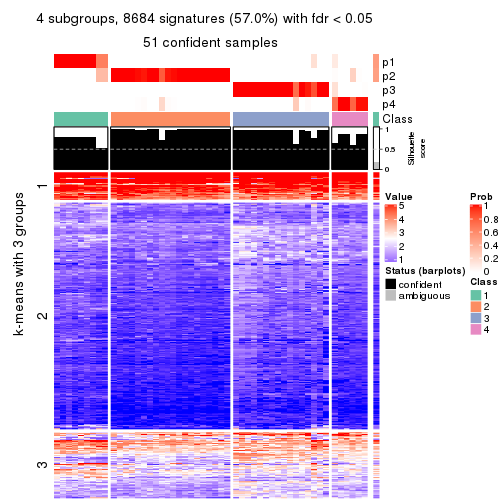 4 subgroups, 8684 signatures (57.0%) with fdr < 0.05
51 confident samples
p1
p2
p3
p4
Class
1
0.5
0
Silhouette
score
k-means with 3 groups
1
2
3
Value
5
4
3
2
1
Status (barplots)
confident
ambiguous
Prob
1
0.8
0.6
0.4
0.2
0
Class
1
2
3
4